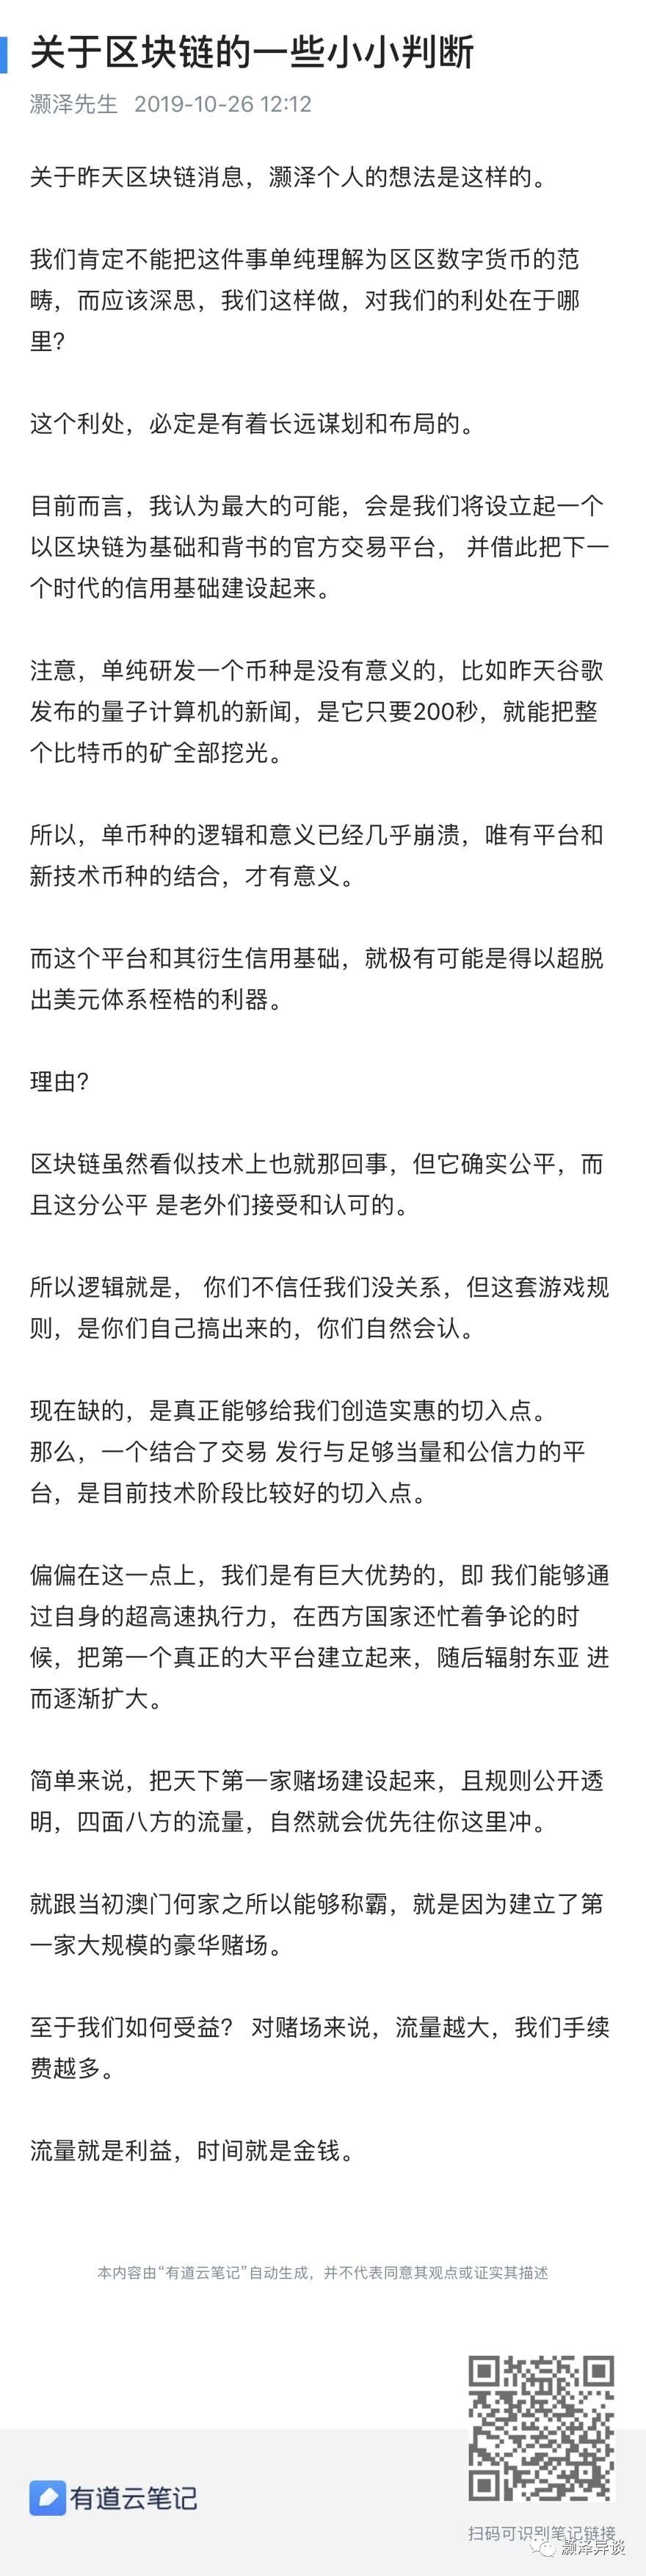 关于区块链的一些小小判断
灏泽先生 2019-10-26 12:12
关于昨天区块链消息，灏泽个人的想法是这样的。
我们肯定不能把这件事单纯理解为区区数字货币的范
畴，而应该深思，我们这样做，对我们的利处在于哪
里？
这个利处，必定是有着长远谋划和布局的。
目前而言，我认为最大的可能，会是我们将设立起一个
以区块链为基础和背书的官方交易平台， 并借此把下一
个时代的信用基础建设起来。
注意，单纯研发一个币种是没有意义的，比如昨天谷歌
发布的量子计算机的新闻，是它只要200秒，就能把整
个比特币的矿全部挖光。
所以，单币种的逻辑和意义已经几乎崩溃，唯有平台和
新技术币种的结合，才有意义。
而这个平台和其衍生信用基础，就极有可能是得以超脱
出美元体系桎梏的利器。
理由？
区块链虽然看似技术上也就那回事，但它确实公平，而
且这分公平 是老外们接受和认可的。
所以逻辑就是， 你们不信任我们没关系，但这套游戏规
则，是你们自己搞出来的，你们自然会认。
现在缺的，是真正能够给我们创造实惠的切入点。
那么，一个结合了交易 发行与足够当量和公信力的平
台，是目前技术阶段比较好的切入点。
偏偏在这一点上，我们是有巨大优势的，即 我们能够通
过自身的超高速执行力，在西方国家还忙着争论的时
候，把第一个真正的大平台建立起来，随后辐射东亚 进
而逐渐扩大。
简单来说，把天下第一家赌场建设起来，且规则公开透
明，四面八方的流量，自然就会优先往你这里冲。
就跟当初澳门何家之所以能够称霸，就是因为建立了第
一家大规模的豪华赌场。
至于我们如何受益？ 对赌场来说，流量越大，我们手续
费越多。
流量就是利益，时间就是金钱。
本内容由“有道云笔记”自动生成，并不代表同意其观点或证实其描述
有道云笔记
扫码可识别笔记链接
灏泽异谈